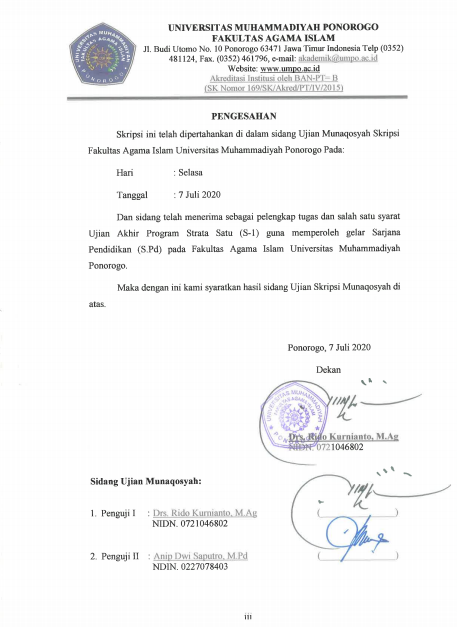 UNIVERSITAS MUHAMMADIYAH PONOROGO
FAKULTAS AGAMA ISLAM
Jl. Budi Utomo No. 10 Ponorogo 63471 Jawa Timur Indonesia Telp (0352)
481124, Fax. (0352) 461796, e-mail: akademik@umpo.ac.id
Website: www.umpo.ac.id
Akreditasi Institusi oleh BAN-PT= B
(SK Nomor 169/SK/Akred/PT/IV/2015)
PENGESAHAN
Skripsi ini telah dipertahankan di dalam sidang Ujian Munaqosyah Skripsi
Fakultas Agama Islam Universitas Muhammadiyah Ponorogo Pada:
Hari : Selasa
Tanggal : 7 Juli 2020
Dan sidang telah menerima sebagai pelengkap tugas dan salah satu syarat
Ujian Akhir Program Strata Satu (S-1) guna memperoleh gelar Sarjana
Pendidikan (S.Pd) pada Fakultas Agama Islam Universitas Muhammadiyah
Ponorogo.
Maka dengan ini kami syaratkan hasil sidang Ujian Skripsi Munaqosyah di
atas.
Ponorogo, 7 Juli 2020
Dekan
Drs. Rido Kurnianto, M.Ag
NIDN. 0721046802
Sidang Ujian Munaqosyah:
1. Penguji I : Drs. Rido Kurnianto, M.Ag
NIDN. 0721046802
2. Penguji II : Anip Dwi Saputro, M.Pd
NDIN. 0227078403
iii